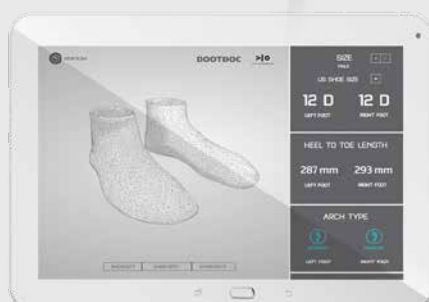 BOOTDOC
SIZE
MALE
US SHOE SIZE
12 D 12 D
LEFT FOOT RIGHT FOOT
HEEL TO TOE LENGTH
287 mm 293 mm
LEFT FOOT RIGHT FOOT
ARCH TYPE
LEFT FOOT RIGHT FOOT